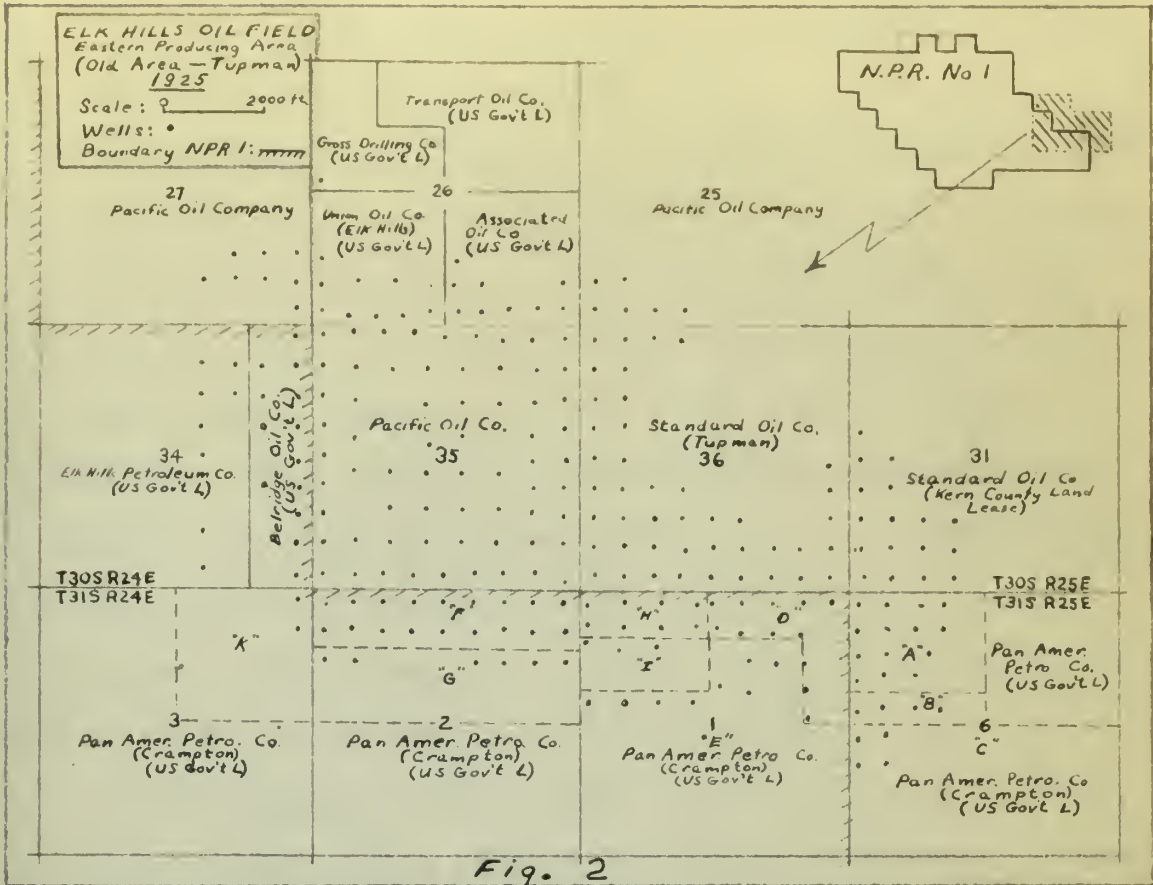 ELK HILLS OIL FIELD
Eastern Producing Area
(Old Area — Tupman)
1925
Scale: 0 2000 ft.
Wells: •
Boundary NPR 1:
N.P.R. No 1
Transport Oil Co.
(US Gov't L)
Gross Drilling Co
(US Gov't L)
27
Pacific Oil Company
26
25
Pacific Oil Company
Union Oil Co.
(Elk Hills)
(US Gov't L)
Associated
Oil Co
(US Gov't L)
34
Elk Hills Petroleum Co.
(US Gov't L)
Belridge Oil Co.
(US Gov't L)
Pacific Oil Co.
35
Standard Oil Co.
(Tupman)
36
31
Standard Oil Co
(Kern County Land
Lease)
T30S R24E
T31S R24E
T30S R25E
T31S R25E
"K"
"F"
"G"
"H"
"I"
"D"
"A"
"B"
Pan Amer.
Petro Co.
(US Gov't L)
3
Pan Amer. Petro. Co.
(Crampton)
(US Gov't L)
2
Pan Amer. Petro Co.
(Crampton)
(US Gov't L)
1
"E"
Pan Amer Petro Co.
(Crampton)
(US Gov't L)
6
"C"
Pan Amer. Petro. Co
(Crampton)
(US Gov't L)
Fig. 2